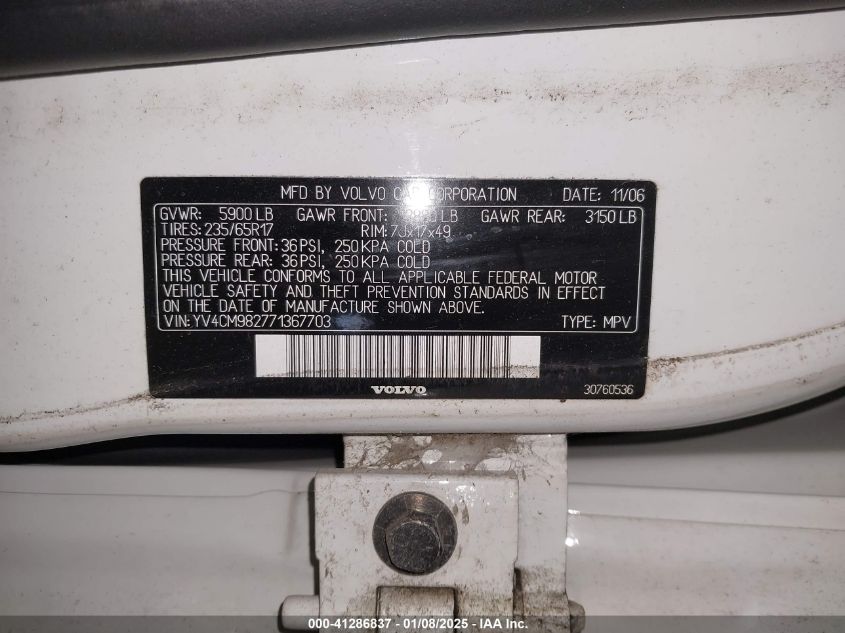 MFD BY VOLVO CAR CORPORATION DATE: 11/06
GVWR: 5900 LB GAWR FRONT: LB GAWR REAR: 3150 LB
TIRES: 235/65R17 RIM: 7Jx17x49
PRESSURE FRONT: 36 PSI, 250 KPA COLD
PRESSURE REAR: 36 PSI, 250 KPA COLD
THIS VEHICLE CONFORMS TO ALL APPLICABLE FEDERAL MOTOR
VEHICLE SAFETY AND THEFT PREVENTION STANDARDS IN EFFECT
ON THE DATE OF MANUFACTURE SHOWN ABOVE.
VIN: YV4CM982771367703 TYPE: MPV
VOLVO 30760536
000-41286837 - 01/08/2025 - IAA Inc.